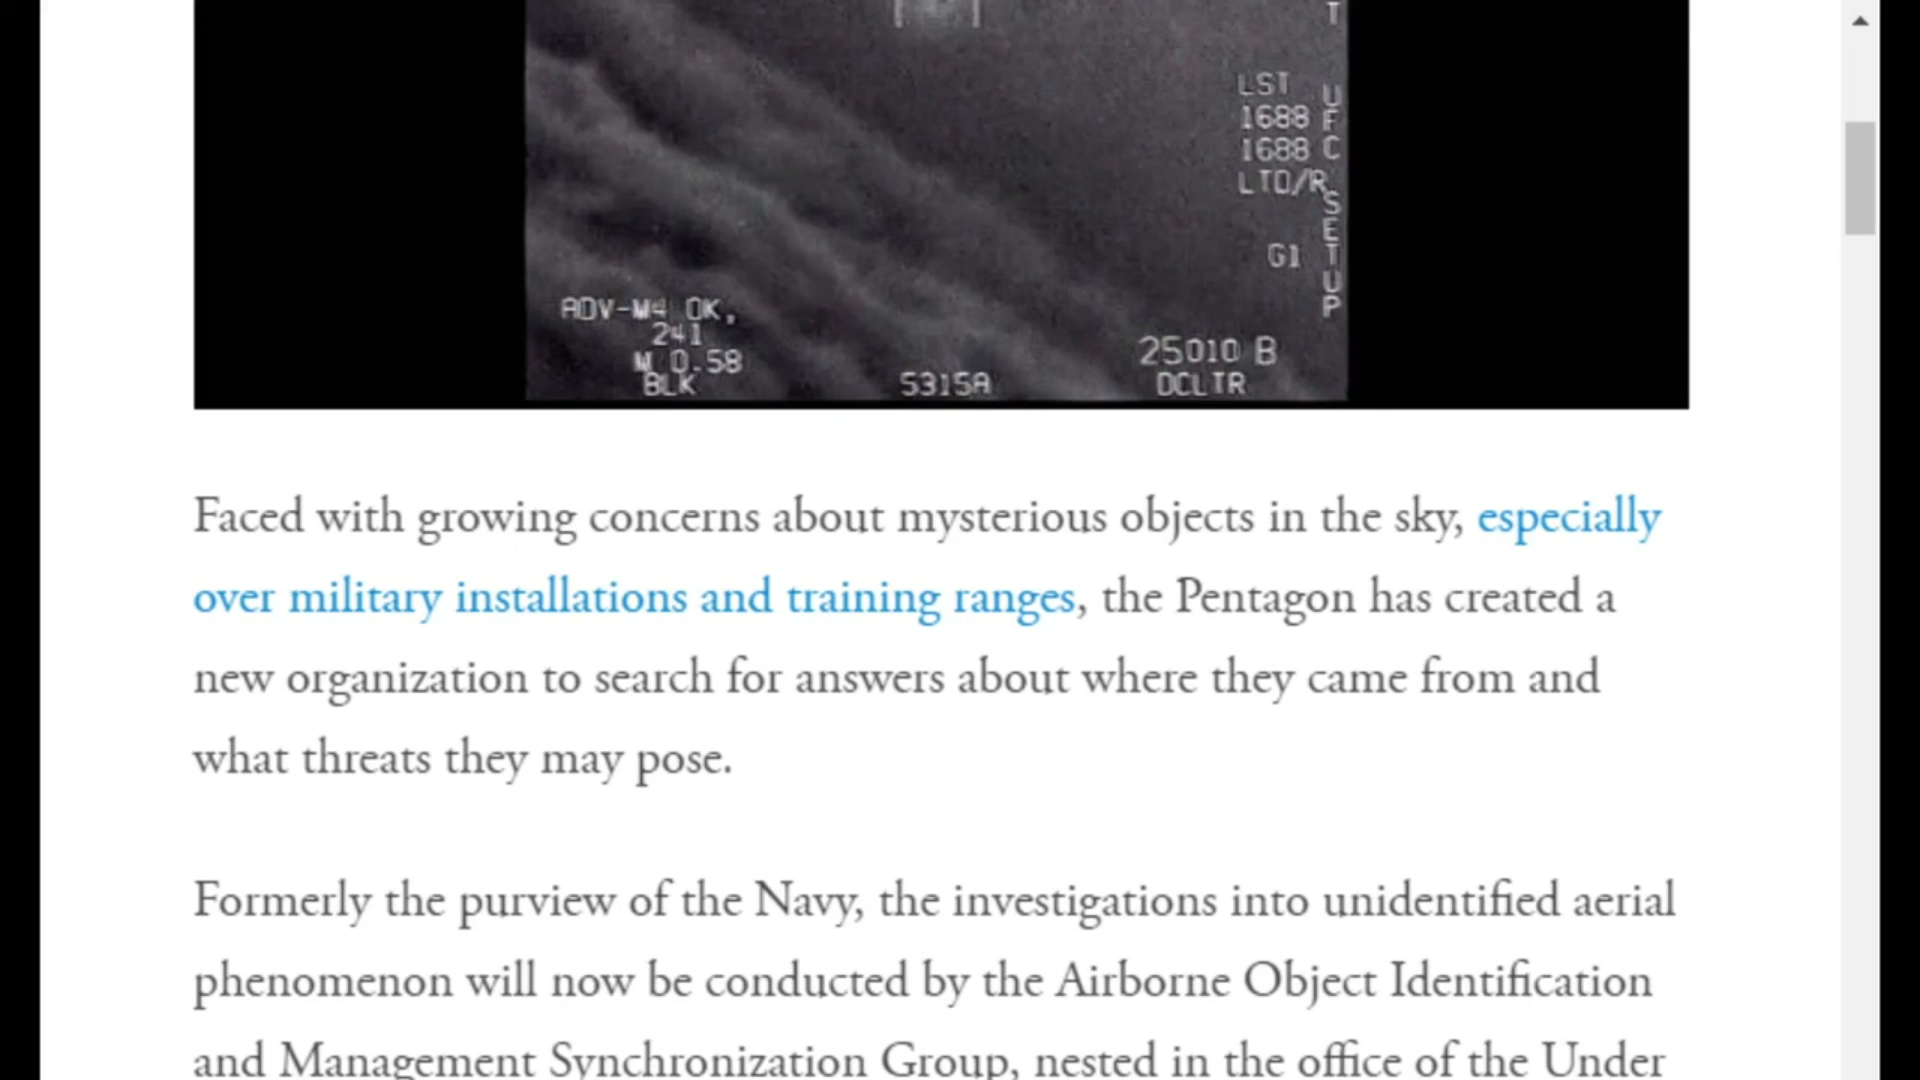 T
LST
1688
1688
LTD/R
UFC
SETUP
G1
ADV-M4 OK,
241
M 0.58
BLK
5315A
25010 B
DCLTR
Faced with growing concerns about mysterious objects in the sky, especially
over military installations and training ranges, the Pentagon has created a
new organization to search for answers about where they came from and
what threats they may pose.
Formerly the purview of the Navy, the investigations into unidentified aerial
phenomenon will now be conducted by the Airborne Object Identification
and Management Synchronization Group, nested in the office of the Under